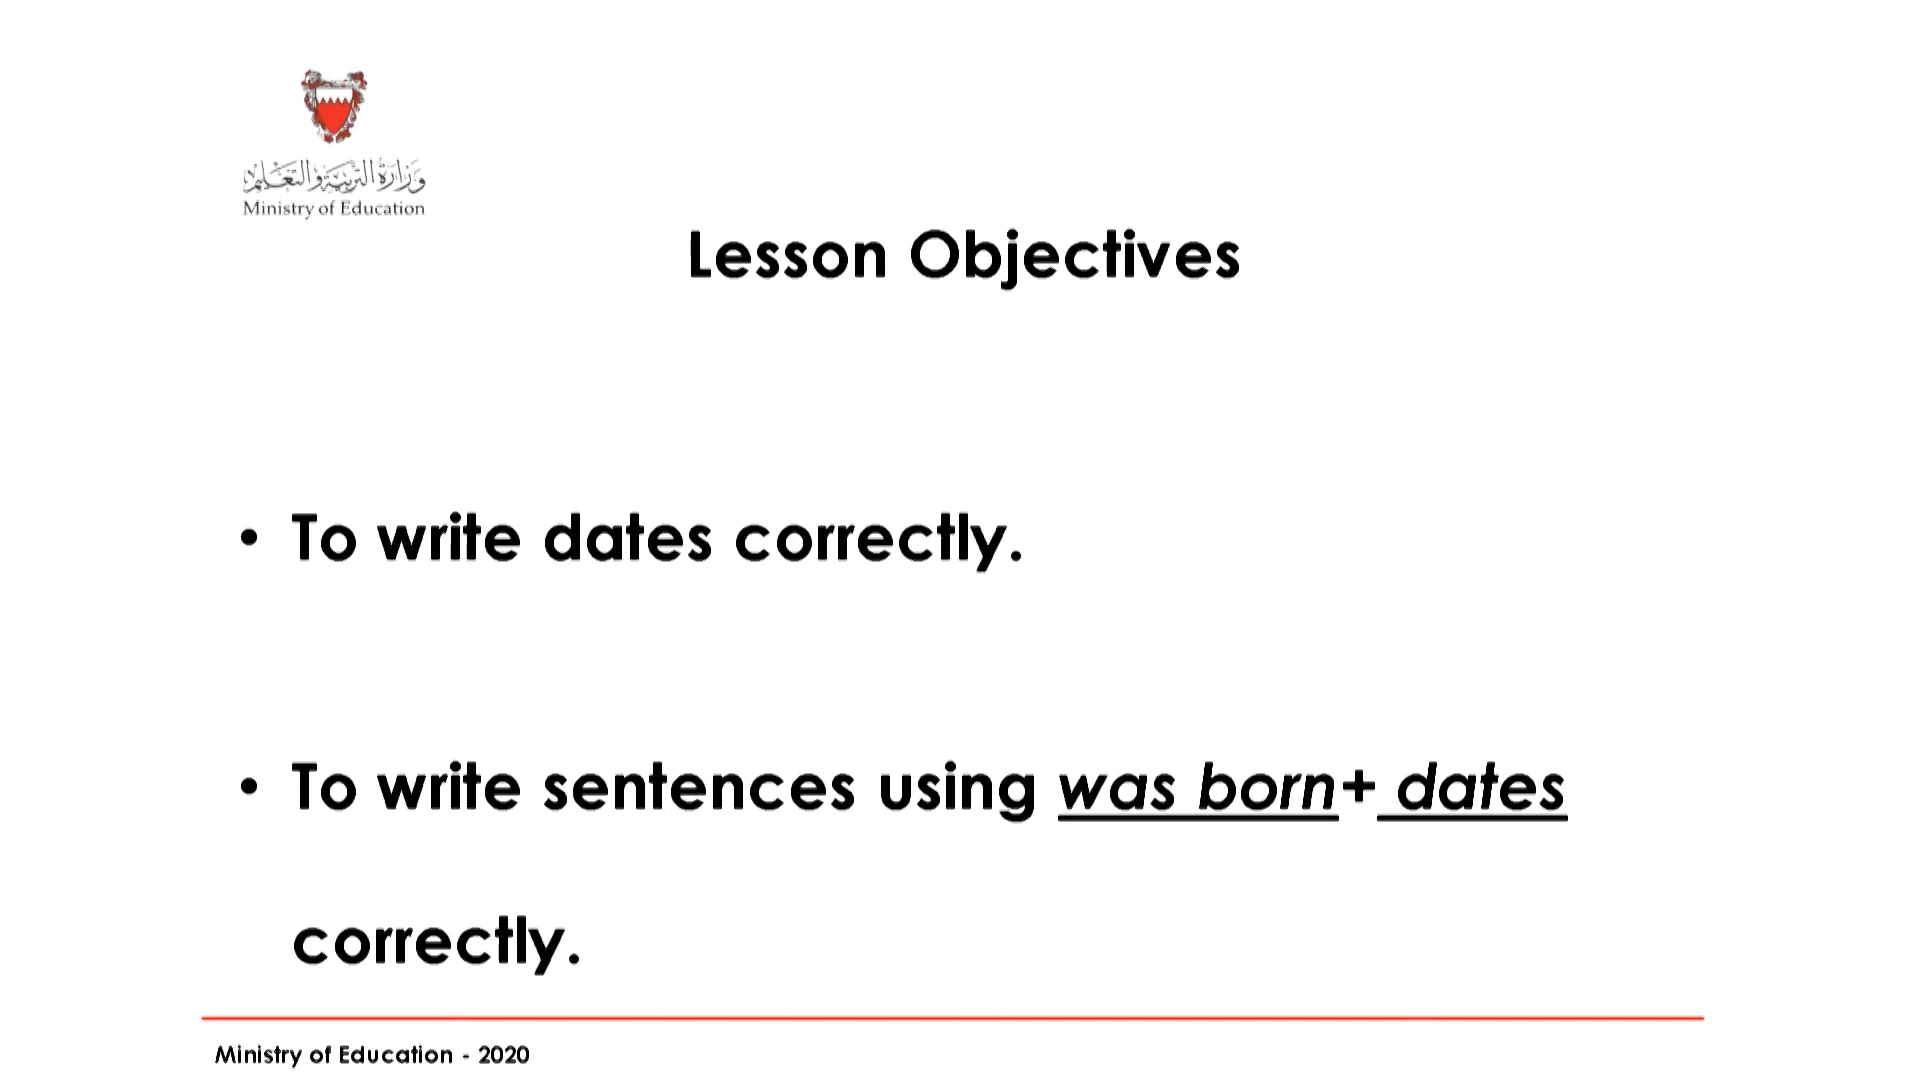 وزارة التربية والتعليم
Ministry of Education
Lesson Objectives
• To write dates correctly.
• To write sentences using was born+ dates
correctly.
Ministry of Education - 2020